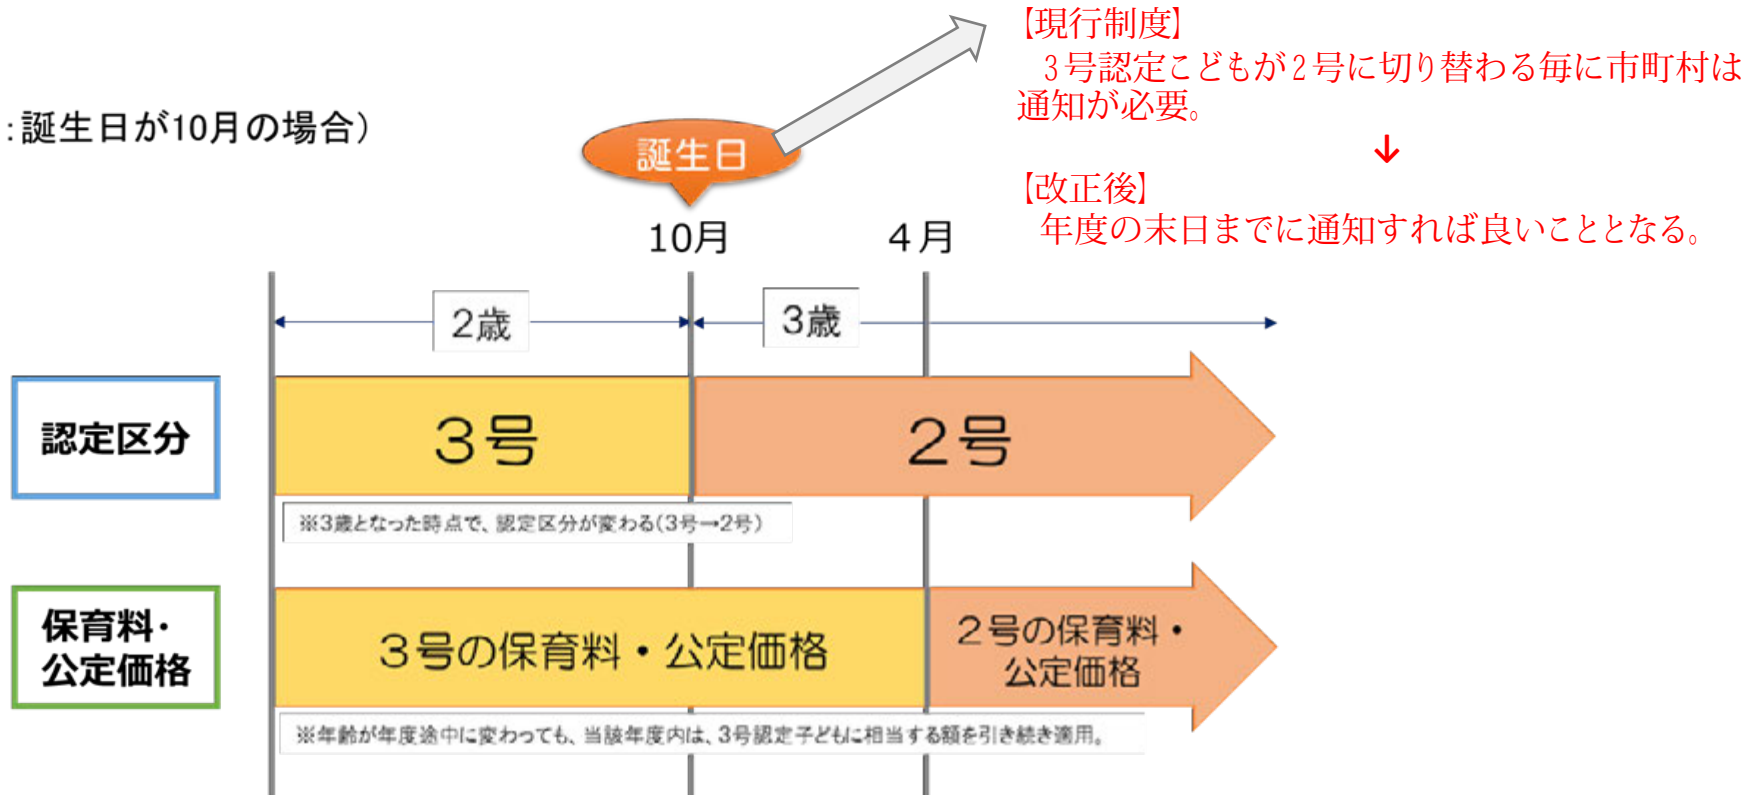 【現行制度】
3号認定こどもが2号に切り替わる毎に市町村は
通知が必要。
↓
【改正後】
年度の末日までに通知すれば良いこととなる。
:誕生日が10月の場合)
誕生日
10月
4月
2歳
3歳
認定区分
3号
2号
※3歳となった時点で、認定区分が変わる(3号→2号)
保育料・
公定価格
3号の保育料・公定価格
2号の保育料・
公定価格
※年齢が年度途中に変わっても、当該年度内は、3号認定子どもに相当する額を引き続き適用。